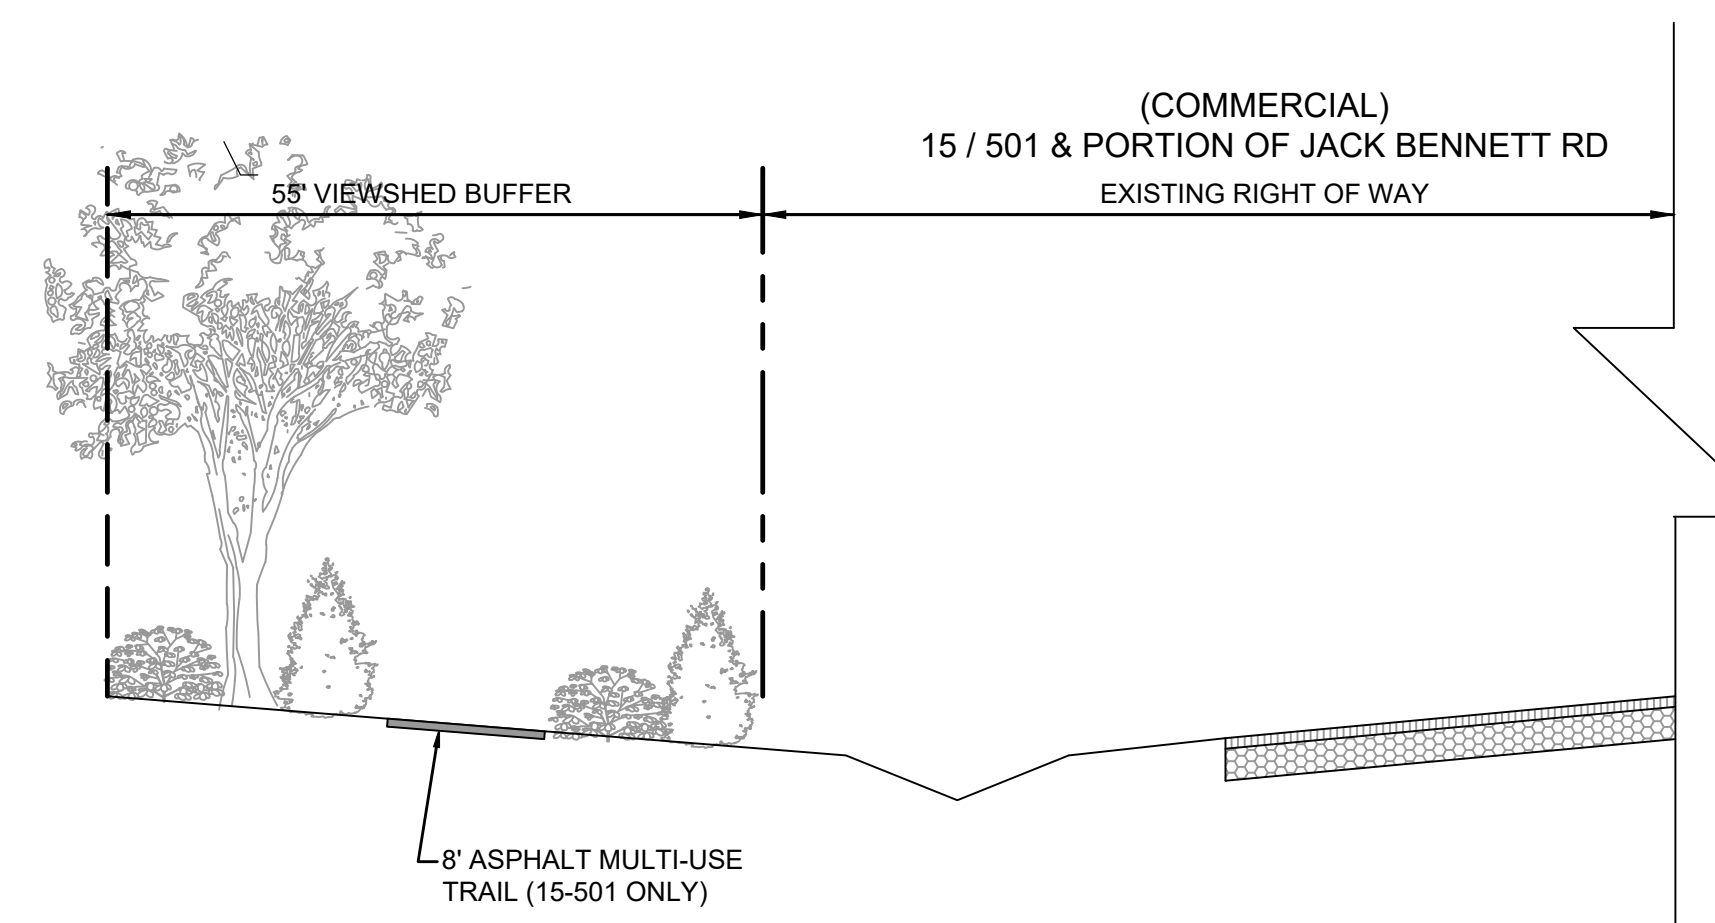 (COMMERCIAL)
15 / 501 & PORTION OF JACK BENNETT RD
55' VIEWSHED BUFFER
EXISTING RIGHT OF WAY
8' ASPHALT MULTI-USE
TRAIL (15-501 ONLY)